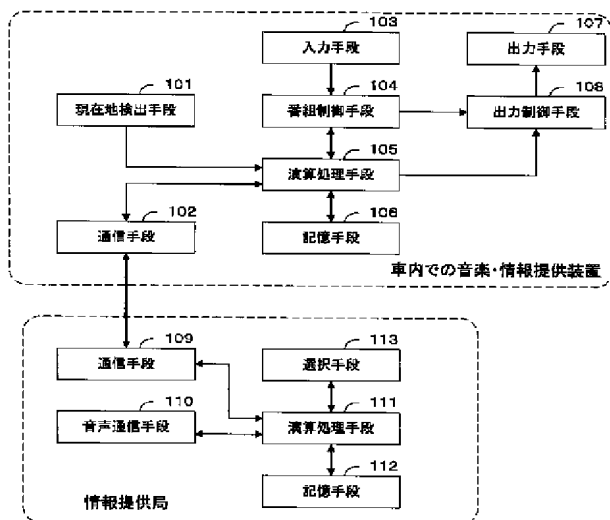 103
107
入力手段
出力手段
101
104
108
現在地検出手段
番組制御手段
出力制御手段
105
演算処理手段
102
106
通信手段
記憶手段
車内での音楽・情報提供装置
109
113
通信手段
選択手段
110
111
音声通信手段
演算処理手段
112
情報提供局
記憶手段